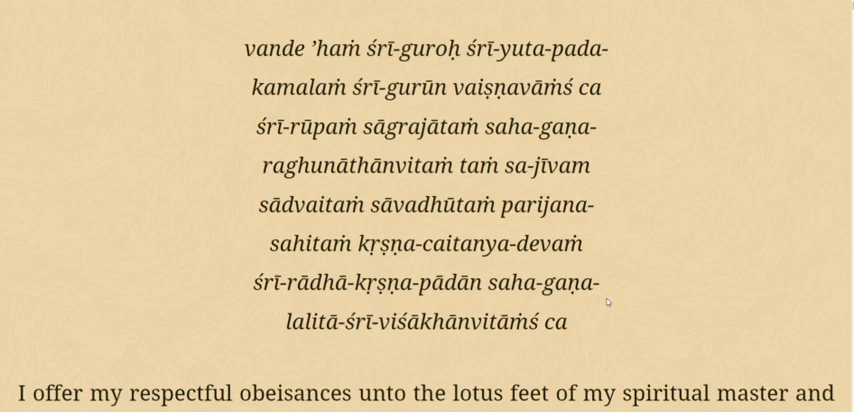 vande ’haṁ śrī-guroḥ śrī-yuta-pada-
kamalaṁ śrī-gurūn vaiṣṇavāṁś ca
śrī-rūpaṁ sāgrajātaṁ saha-gaṇa-
raghunāthānvitaṁ taṁ sa-jīvam
sādvaitaṁ sāvadhūtaṁ parijana-
sahitaṁ kṛṣṇa-caitanya-devaṁ
śrī-rādhā-kṛṣṇa-pādān saha-gaṇa-
lalitā-śrī-viśākhānvitāṁś ca
I offer my respectful obeisances unto the lotus feet of my spiritual master and